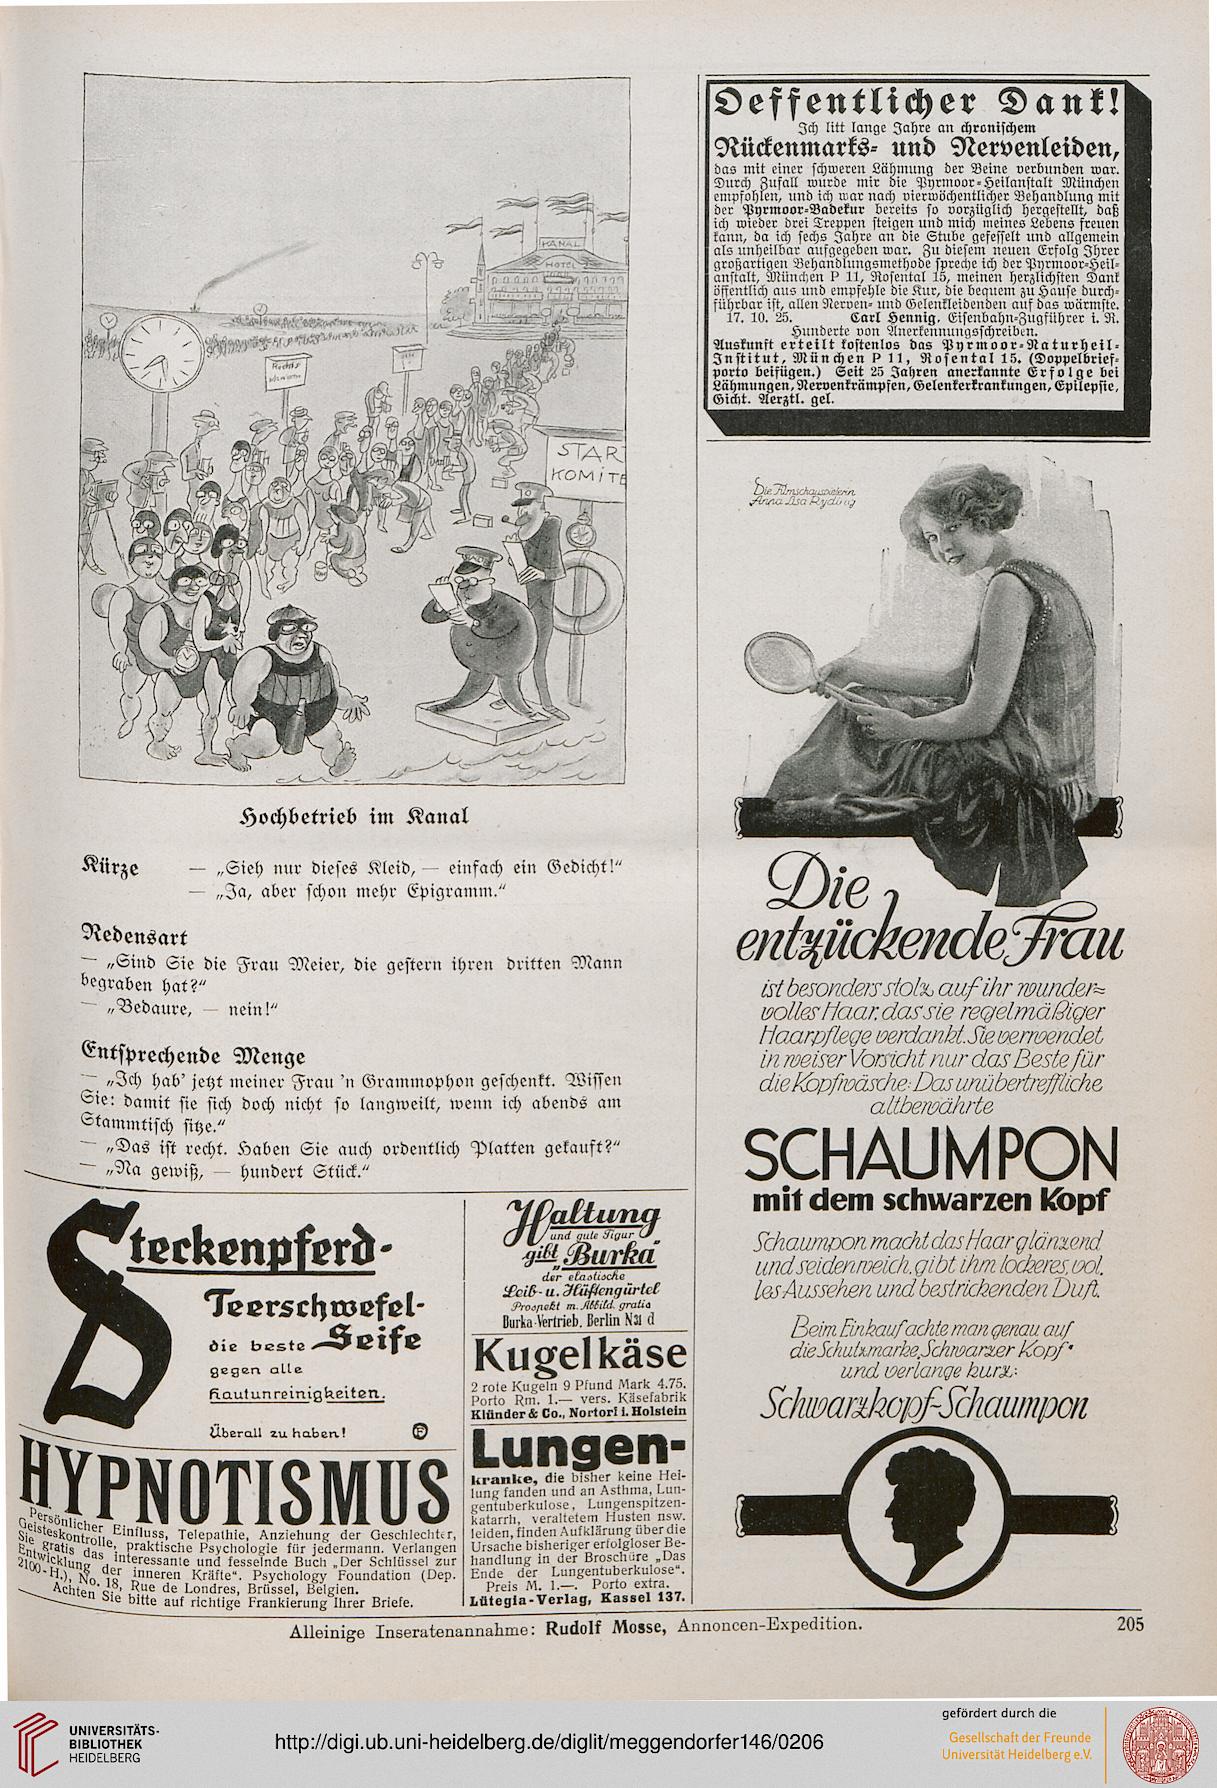 KANAL
HOTEL
Rechts
STAR
KOMITE
Hochbetrieb im Kanal
Kürze — „Sieh nur dieses Kleid, — einfach ein Gedicht!“
— „Ja, aber schon mehr Epigramm.“
Redensart
— „Sind Sie die Frau Meier, die gestern ihren dritten Mann
begraben hat?“
— „Bedaure, — nein!“
Entsprechende Menge
— „Ich hab' jetzt meiner Frau 'n Grammophon geschenkt. Wissen
Sie: damit sie sich doch nicht so langweilt, wenn ich abends am
Stammtisch sitze.“
— „Das ist recht. Haben Sie auch ordentlich Platten gekauft?“
— „Na gewiß, — hundert Stück.“
Steckenpferd-
Teerschwefel-
die beste Seife
gegen alle
Hautunreinigkeiten.
Überall zu haben!
HYPNOTISMUS
Persönlicher Einfluss, Telepathie, Anziehung der Geschlechter,
Geisteskontrolle, praktische Psychologie für jedermann. Verlangen
Sie gratis das interessante und fesselnde Buch „Der Schlüssel zur
Entwicklung der inneren Kräfte“. Psychology Foundation (Dep.
2100-H.), No. 18, Rue de Londres, Brüssel, Belgien.
Achten Sie bitte auf richtige Frankierung Ihrer Briefe.
Haltung
und gute Figur
gibt „Burka“
der elastische
Leib- u. Hüftengürtel
Prospekt m. Abbild. gratis
Burka-Vertrieb, Berlin N31 d
Kugelkäse
2 rote Kugeln 9 Pfund Mark 4.75.
Porto Rm. 1.— vers. Käsefabrik
Klünder & Co., Nortorf i. Holstein
Lungen-
kranke, die bisher keine Hei-
lung fanden und an Asthma, Lun-
gentuberkulose, Lungenspitzen-
katarrh, veraltetem Husten usw.
leiden, finden Aufklärung über die
Ursache bisheriger erfolgloser Be-
handlung in der Broschüre „Das
Ende der Lungentuberkulose“.
Preis M. 1.—. Porto extra.
Lütegia-Verlag, Kassel 137.
Oeffentlicher Dank!
Ich litt lange Jahre an chronischem
Rückenmarks- und Nervenleiden,
das mit einer schweren Lähmung der Beine verbunden war.
Durch Zufall wurde mir die Pyrmoor-Heilanstalt München
empfohlen, und ich war nach vierwöchentlicher Behandlung mit
der Pyrmoor-Badekur bereits so vorzüglich hergestellt, daß
ich wieder drei Treppen steigen und mich meines Lebens freuen
kann, da ich sechs Jahre an die Stube gefesselt und allgemein
als unheilbar aufgegeben war. Zu diesem neuen Erfolg Ihrer
großartigen Behandlungsmethode spreche ich der Pyrmoor-Heil-
anstalt, München P 11, Rosental 15, meinen herzlichsten Dank
öffentlich aus und empfehle die Kur, die bequem zu Hause durch-
führbar ist, allen Nerven- und Gelenkleidenden auf das wärmste.
17. 10. 25. Carl Hennig, Eisenbahn-Zugführer i. R.
Hunderte von Anerkennungsschreiben.
Auskunft erteilt kostenlos das Pyrmoor-Naturheil-
Institut, München P 11, Rosental 15. (Doppelbrief-
porto beifügen.) Seit 25 Jahren anerkannte Erfolge bei
Lähmungen, Nervenkrämpfen, Gelenkerkrankungen, Epilepsie,
Gicht. Aerztl. gel.
Die Filmschauspielerin
Anna Lisa Ryding
Die
entzückende Frau
ist besonders stolz auf ihr wunder-
volles Haar, das sie regelmäßiger
Haarpflege verdankt. Sie verwendet
in weiser Vorsicht nur das Beste für
die Kopfwäsche: Das unübertreffliche
altbewährte
SCHAUMPON
mit dem schwarzen Kopf
Schaumpon macht das Haar glänzend
und seidenweich, gibt ihm lockeres, vol-
les Aussehen und bestrickenden Duft.
Beim Einkauf achte man genau auf
die Schutzmarke „Schwarzer Kopf“
und verlange kurz:
Schwarzkopf-Schaumpon
Alleinige Inseratenannahme: Rudolf Mosse, Annoncen-Expedition.
205
UNIVERSITÄTS-
BIBLIOTHEK
HEIDELBERG
http://digi.ub.uni-heidelberg.de/diglit/meggendorfer146/0206
gefördert durch die
Gesellschaft der Freunde
Universität Heidelberg e.V.